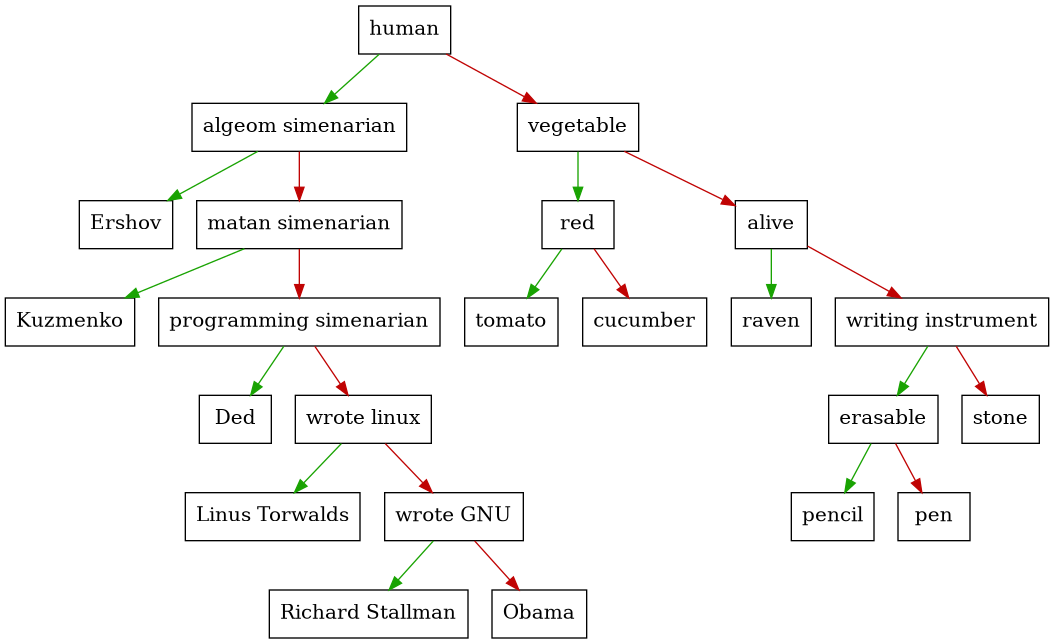 human
algeom simenarian
vegetable
Ershov
matan simenarian
red
alive
Kuzmenko
programming simenarian
tomato
cucumber
raven
writing instrument
Ded
wrote linux
erasable
stone
Linus Torwalds
wrote GNU
pencil
pen
Richard Stallman
Obama